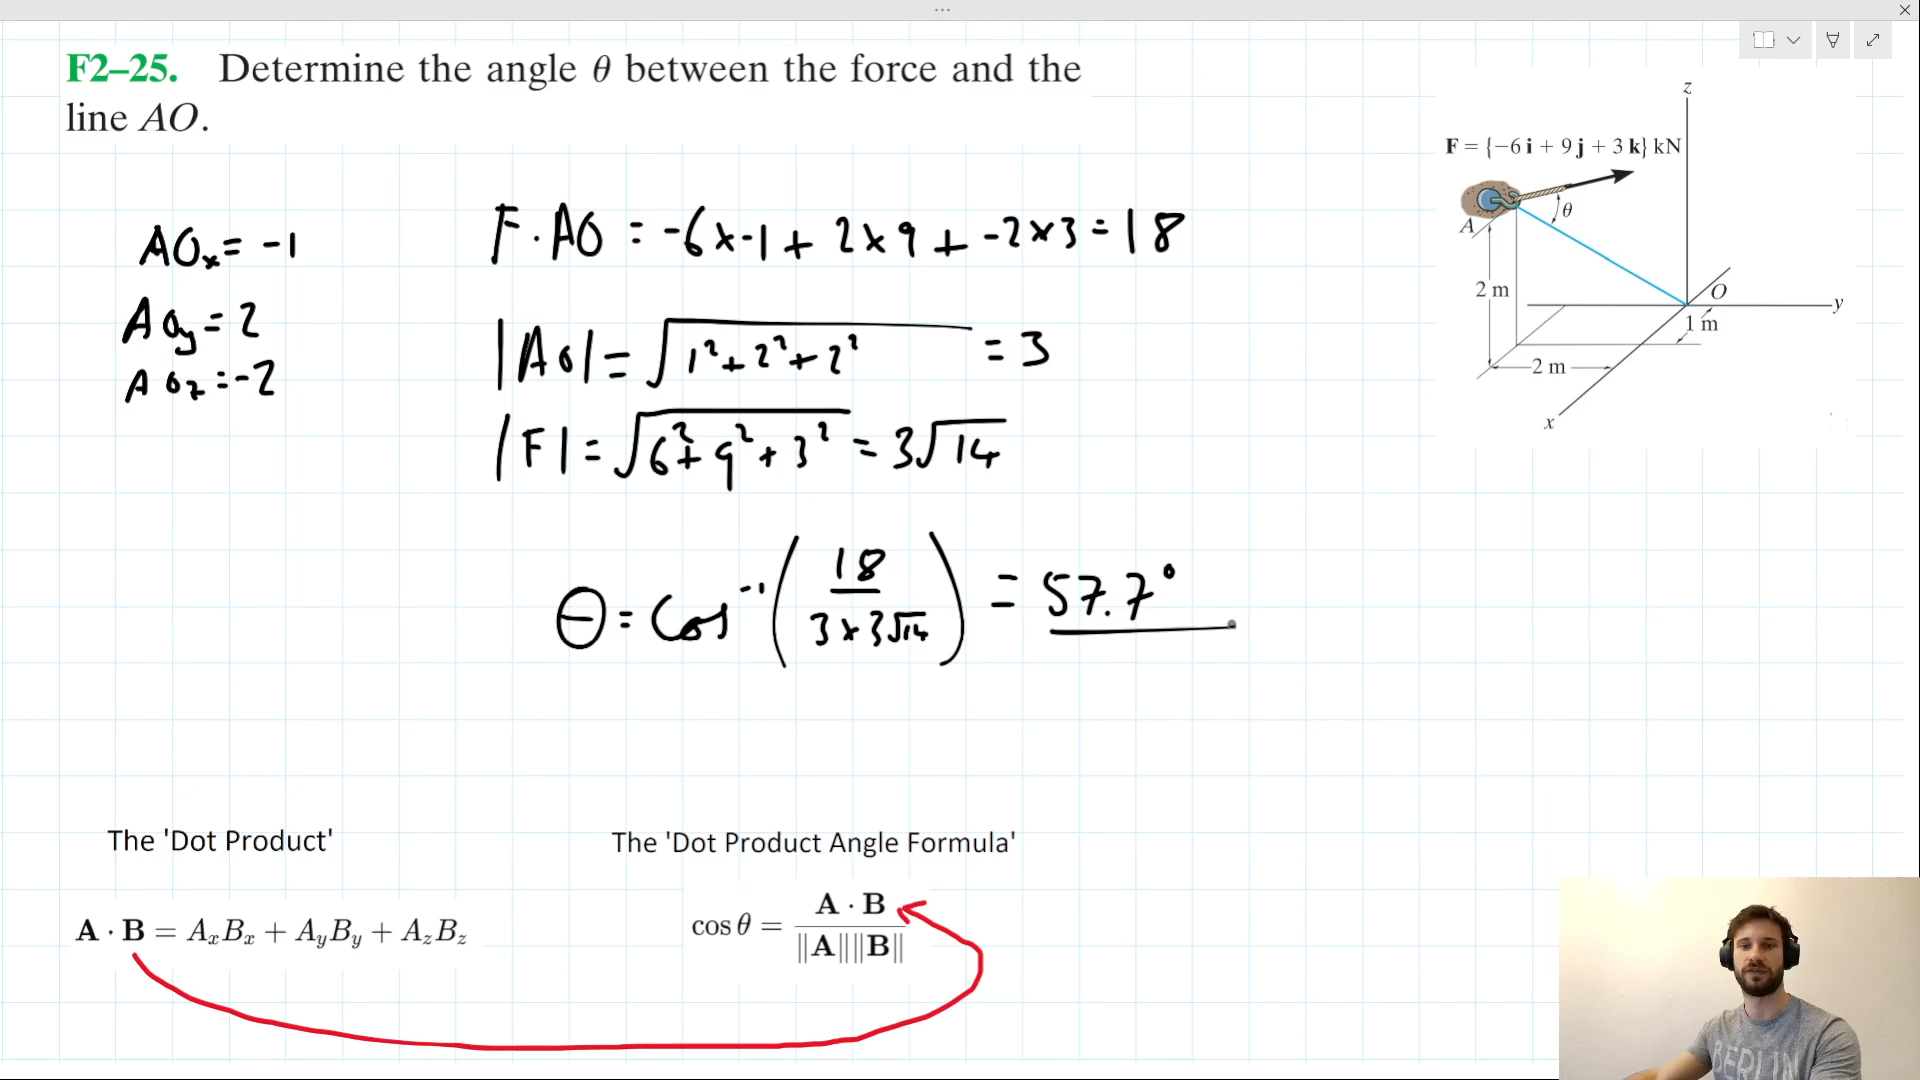 F2–25. Determine the angle θ between the force and the
line AO.
AOx = -1
AOy = 2
AOz = -2
F · AO = -6 x -1 + 2 x 9 + -2 x 3 = 18
|AO| = √(1² + 2² + 2²) = 3
|F| = √(6² + 9² + 3²) = 3√14
θ = Cos⁻¹ (18 / 3 x 3√14) = 57.7°
z
F = {−6 i + 9 j + 3 k} kN
θ
A
2 m
O
y
1 m
2 m
x
The 'Dot Product'
A · B = AxBx + AyBy + AzBz
The 'Dot Product Angle Formula'
cos θ = A · B / ||A|| ||B||
BERLIN